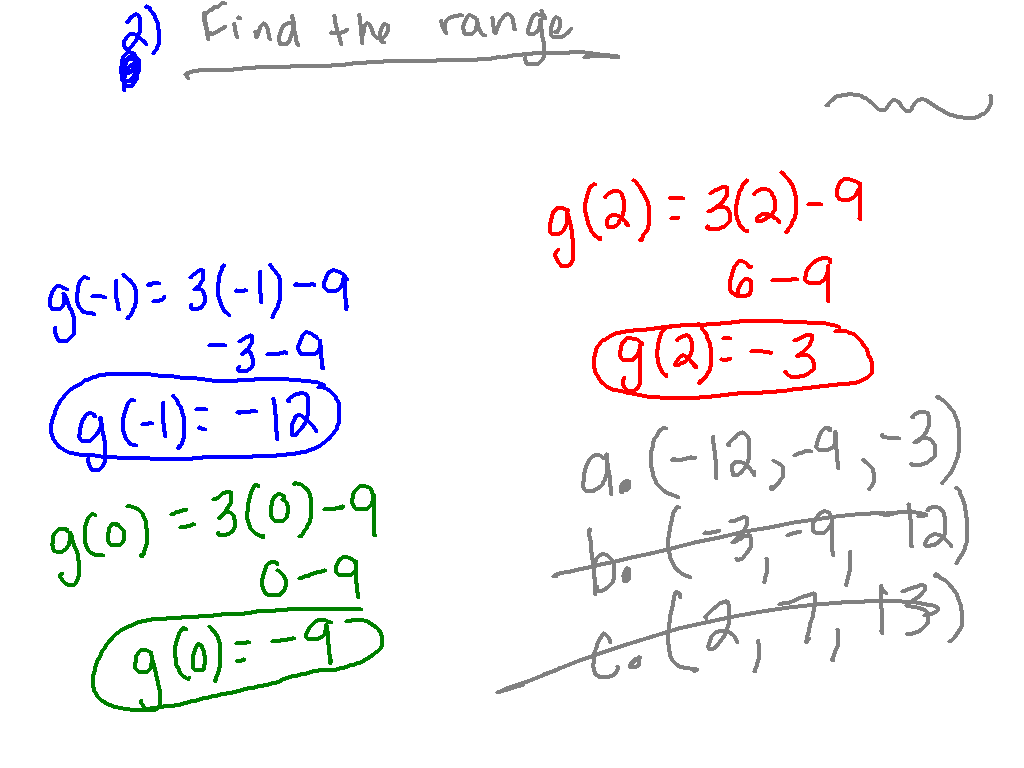 2) Find the range
g(-1) = 3(-1) - 9
-3 - 9
g(-1) = -12
g(0) = 3(0) - 9
0 - 9
g(0) = -9
g(2) = 3(2) - 9
6 - 9
g(2) = -3
a. (-12, -9, -3)
b. (-3, -9, -12)
c. (2, 7, 13)